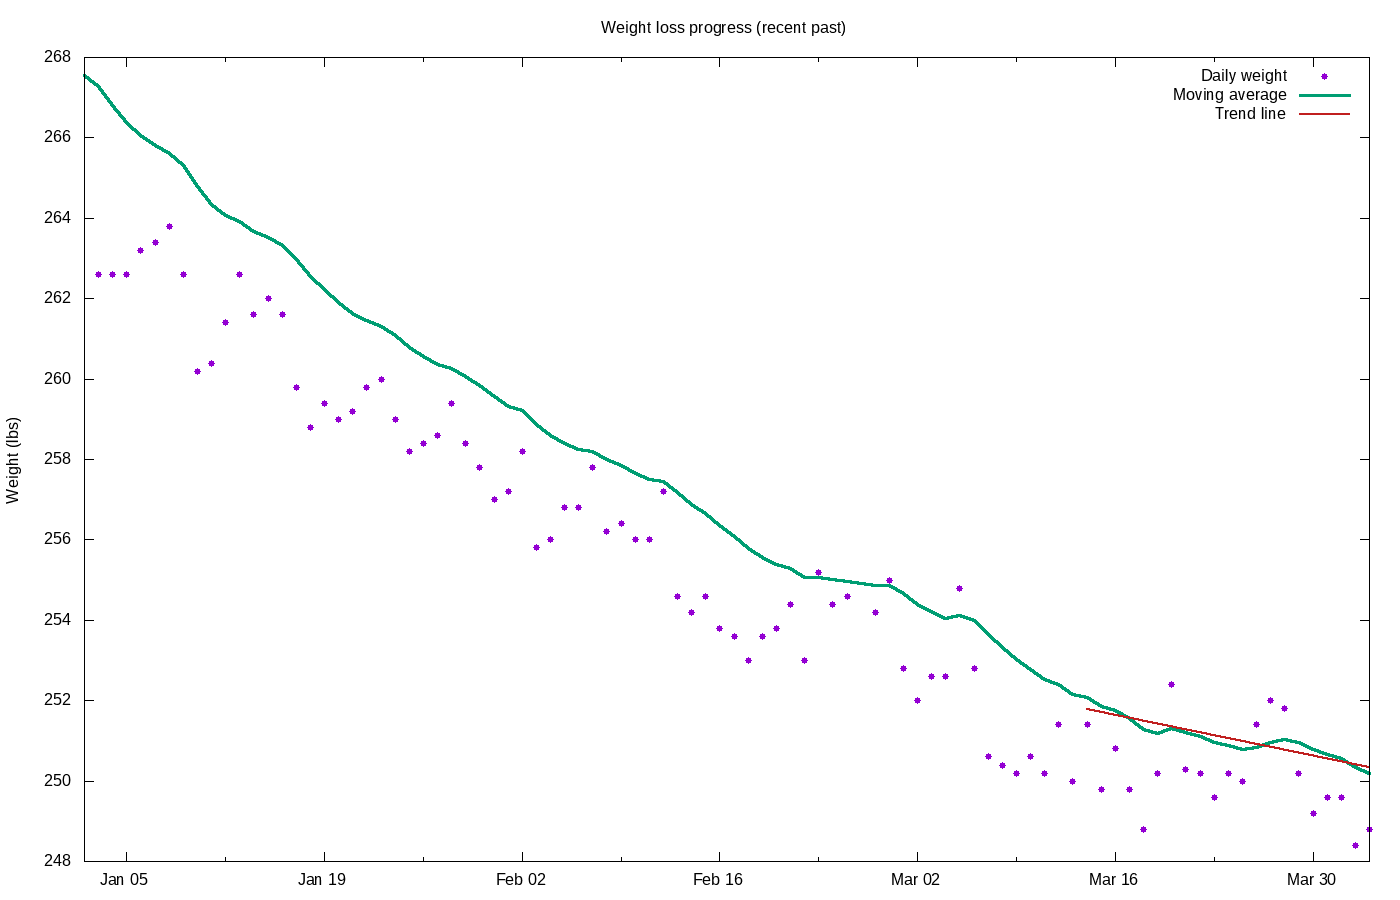 Weight loss progress (recent past)
Daily weight
Moving average
Trend line
Weight (lbs)
268
266
264
262
260
258
256
254
252
250
248
Jan 05 Jan 19 Feb 02 Feb 16 Mar 02 Mar 16 Mar 30